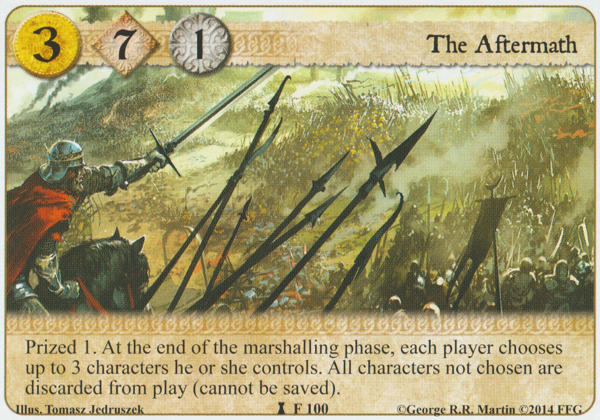 3 7 1 The Aftermath
Prized 1. At the end of the marshalling phase, each player chooses
up to 3 characters he or she controls. All characters not chosen are
discarded from play (cannot be saved).
Illus. Tomasz Jedruszek F 100 ©George R.R. Martin ©2014 FFG